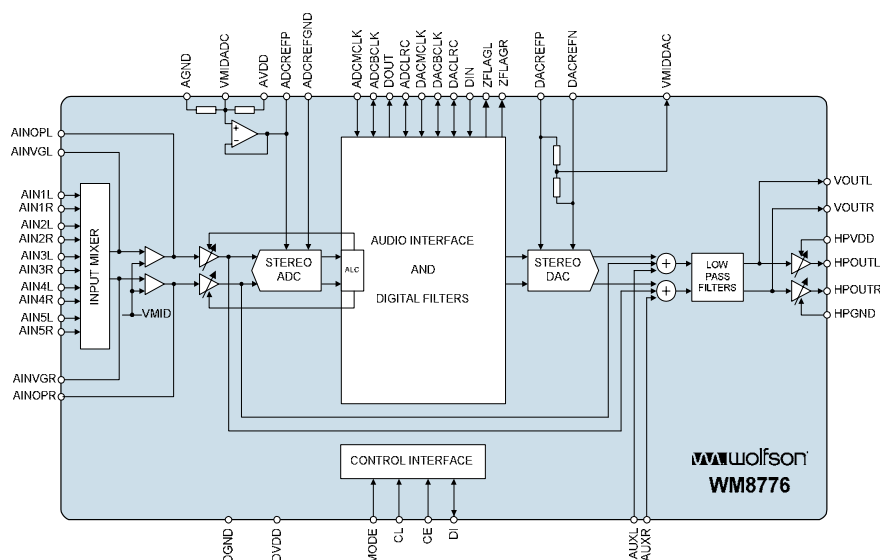 AGND
VMIDADC
AVDD
ADCREFP
ADCREFGND
ADCMCLK
ADCBCLK
DOUT
ADCLRC
DACMCLK
DACBCLK
DACLRC
DIN
ZFLAGL
ZFLAGR
DACREFP
DACREFN
VMIDDAC
AINOPL
AINVGL
AIN1L
AIN1R
AIN2L
AIN2R
AIN3L
AIN3R
AIN4L
AIN4R
AIN5L
AIN5R
AINVGR
AINOPR
INPUT MIXER
+
−
VMID
STEREO
ADC
ALC
AUDIO INTERFACE
AND
DIGITAL FILTERS
STEREO
DAC
+
+
LOW
PASS
FILTERS
VOUTL
VOUTR
HPVDD
HPOUTL
HPOUTR
HPGND
CONTROL INTERFACE
wolfson
WM8776
DGND
DVDD
MODE
CL
CE
DI
AUXL
AUXR